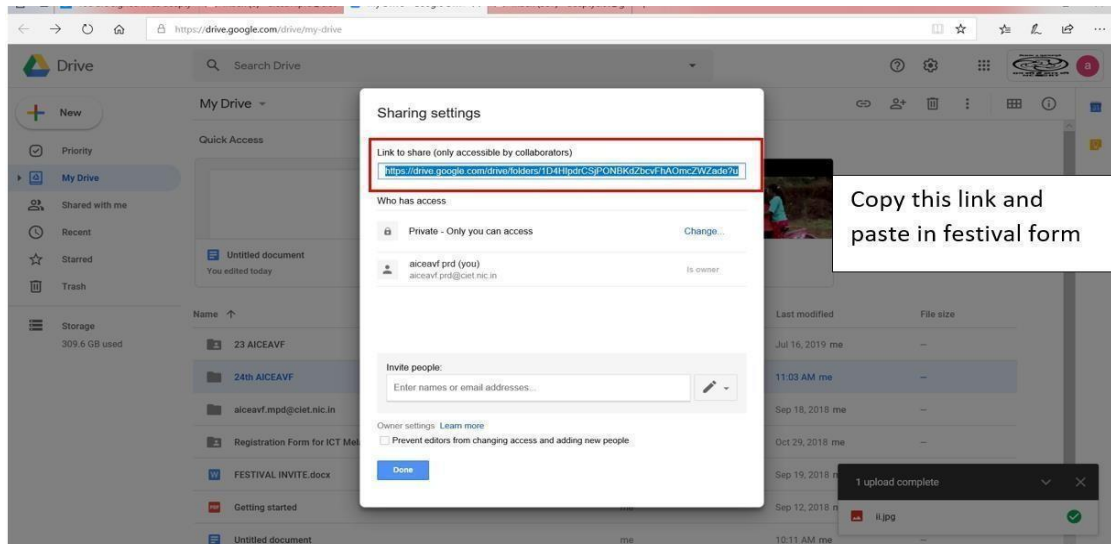 https://drive.google.com/drive/my-drive
Drive
Search Drive
a
New
My Drive
Sharing settings
Quick Access
Link to share (only accessible by collaborators)
Priority
https://drive.google.com/drive/folders/1D4HlpdrCSjPONBKdZbcvFhAOmcZWZade?u
My Drive
Who has access
Copy this link and
paste in festival form
Shared with me
Recent
Private - Only you can access Change...
Starred
Untitled document
You edited today
aiceavf prd (you)
aiceavf.prd@ciet.nic.in
Is owner
Trash
Name
Last modified File size
Storage
309.6 GB used
23 AICEAVF Jul 16, 2019 me –
Invite people:
24th AICEAVF 11:03 AM me –
Enter names or email addresses...
aiceavf.mpd@ciet.nic.in Sep 18, 2018 me –
Owner settings Learn more
Prevent editors from changing access and adding new people
Registration Form for ICT Mel Oct 29, 2018 me –
Done
FESTIVAL INVITE.docx Sep 19, 2018
1 upload complete
Getting started me Sep 12, 2018
ii.jpg
Untitled document me 10:11 AM me –